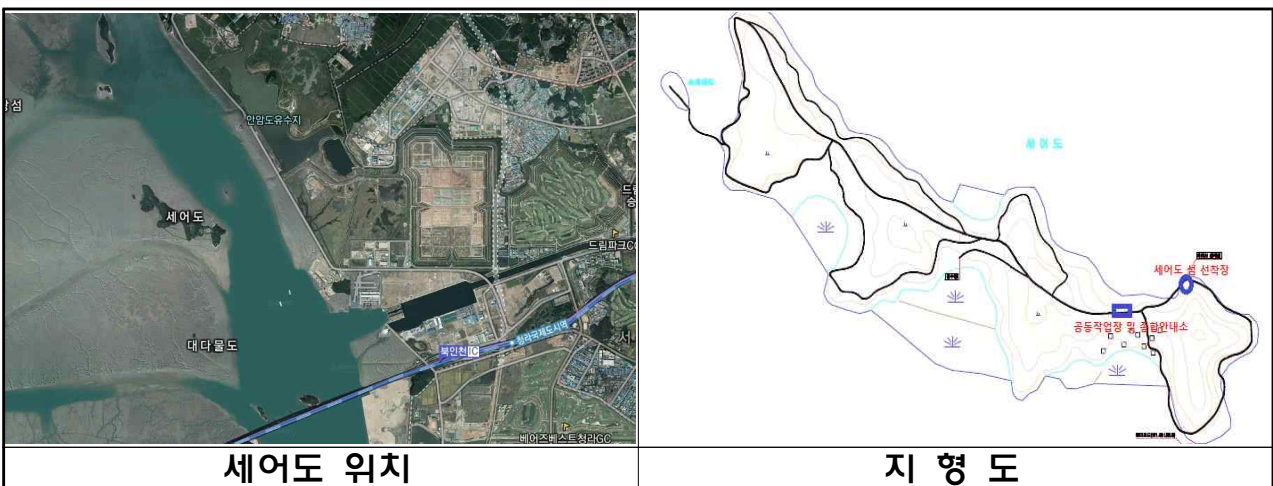 안암도유수지
세어도
드림파크CC
대다물도
청라국제도시역
북인천IC
서
베어즈베스트청라GC
세어도
세어도 섬 선착장
공동작업장 및 종합안내소
세어도 위치
지 형 도